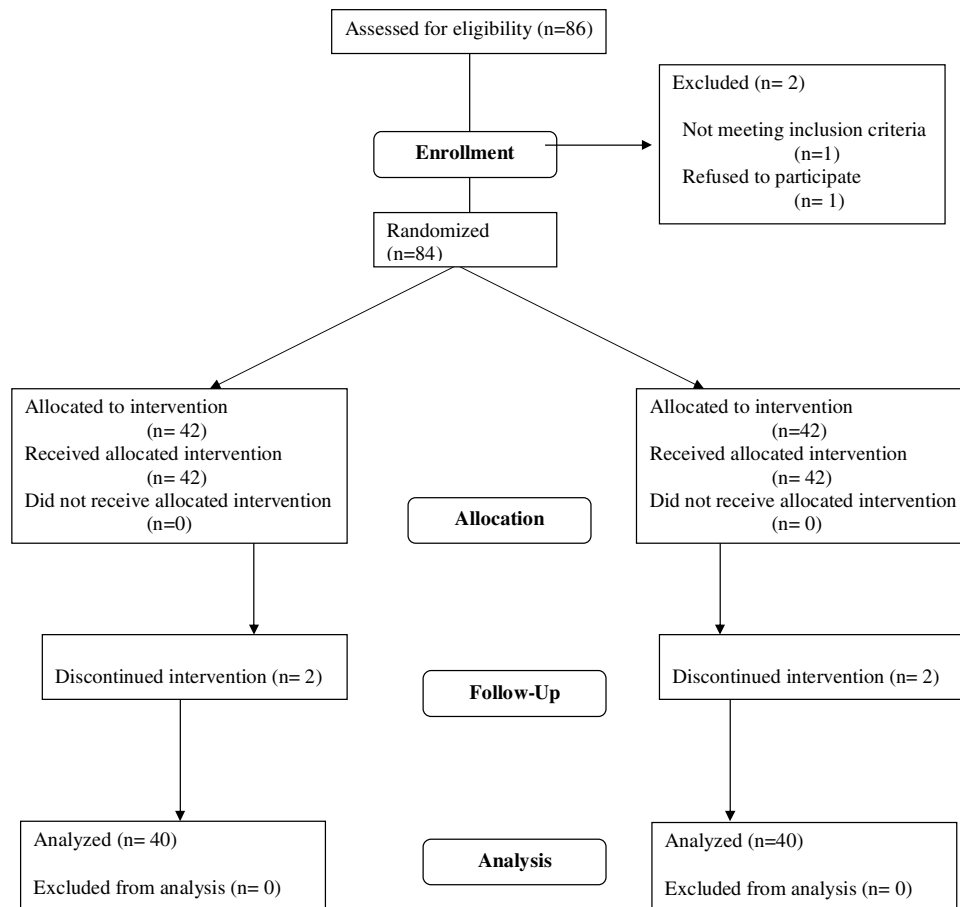 Assessed for eligibility (n=86)
Excluded (n= 2)
Not meeting inclusion criteria
(n=1)
Refused to participate
(n= 1)
Enrollment
Randomized
(n=84)
Allocated to intervention
(n= 42)
Received allocated intervention
(n= 42)
Did not receive allocated intervention
(n=0)
Allocated to intervention
(n=42)
Received allocated intervention
(n= 42)
Did not receive allocated intervention
(n= 0)
Allocation
Discontinued intervention (n= 2)
Discontinued intervention (n= 2)
Follow-Up
Analyzed (n= 40)
Excluded from analysis (n= 0)
Analyzed (n=40)
Excluded from analysis (n= 0)
Analysis